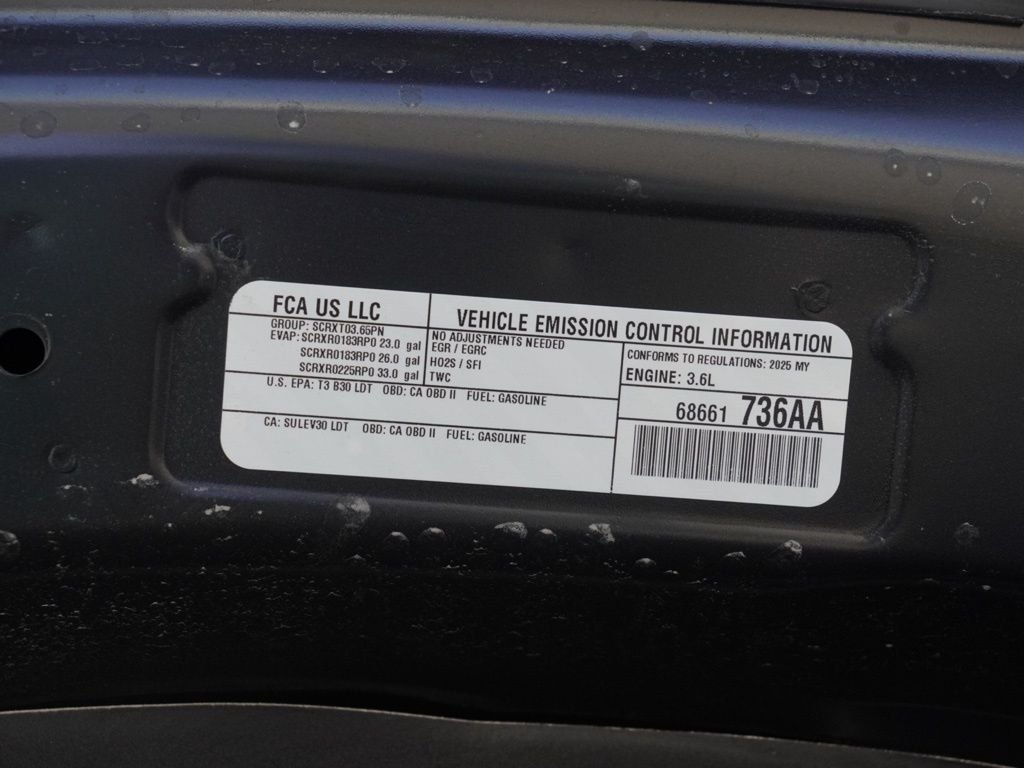 FCA US LLC
GROUP: SCRXT03.65PN
EVAP: SCRXR0183RP0 23.0 gal
SCRXR0183RP0 26.0 gal
SCRXR0225RP0 33.0 gal
VEHICLE EMISSION CONTROL INFORMATION
NO ADJUSTMENTS NEEDED
EGR / EGRC
HO2S / SFI
TWC
CONFORMS TO REGULATIONS: 2025 MY
ENGINE: 3.6L
U.S. EPA: T3 B30 LDT OBD: CA OBD II FUEL: GASOLINE
CA: SULEV30 LDT OBD: CA OBD II FUEL: GASOLINE
68661 736AA